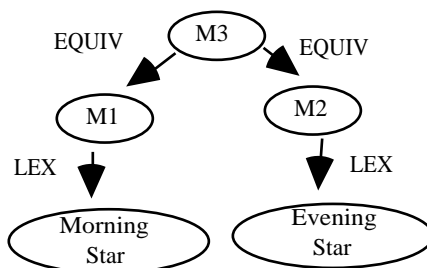 M3
EQUIV
EQUIV
M1
M2
LEX
LEX
Morning
Star
Evening
Star